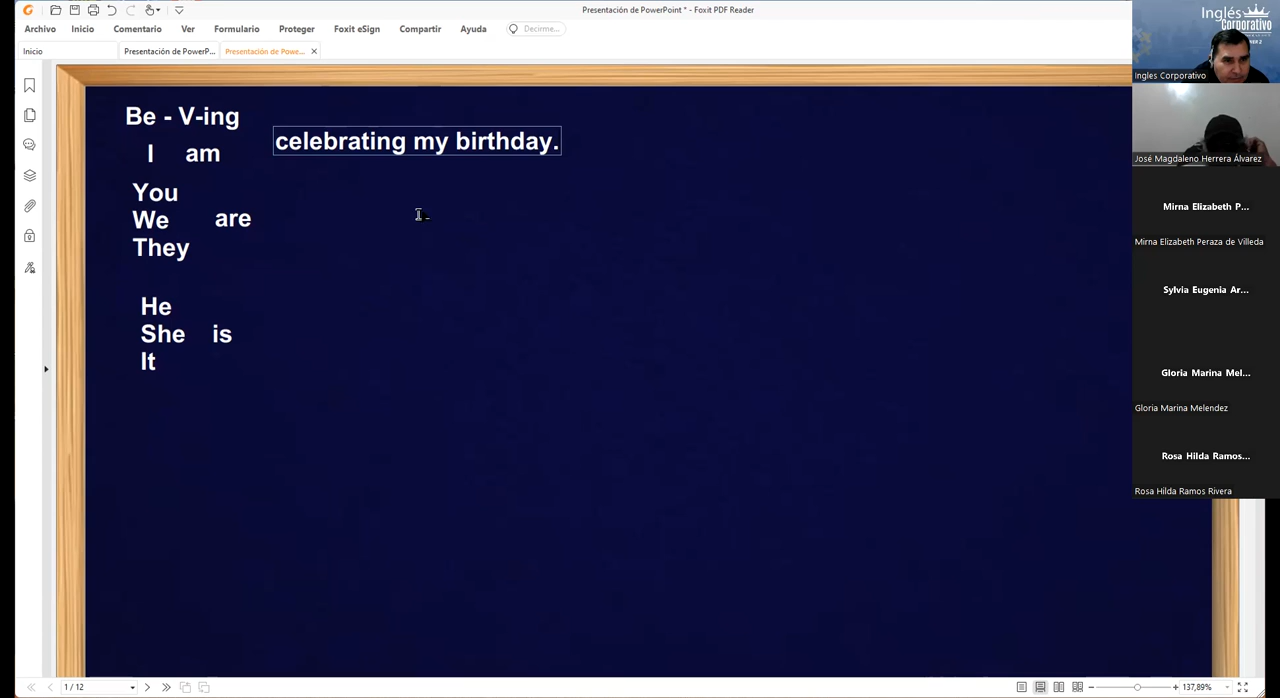 Presentación de PowerPoint * - Foxit PDF Reader
Archivo Inicio Comentario Ver Formulario Proteger Foxit eSign Compartir Ayuda Decirme...
Inicio Presentación de PowerP... Presentación de Powe...
Be - V-ing
celebrating my birthday.
I am
You
We are
They
He
She is
It
Inglés
Corporativo
Ingles Corporativo
José Magdaleno Herrera Álvarez
Mirna Elizabeth P...
Mirna Elizabeth Peraza de Villeda
Sylvia Eugenia Ar...
Gloria Marina Mel...
Gloria Marina Melendez
Rosa Hilda Ramos...
Rosa Hilda Ramos Rivera
1 / 12
137,89%